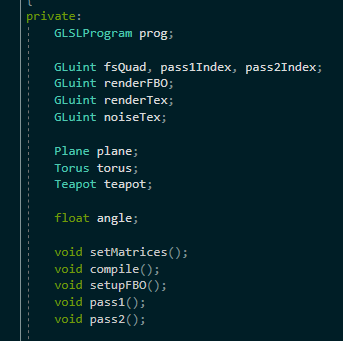 {
private:
GLSLProgram prog;
GLuint fsQuad, pass1Index, pass2Index;
GLuint renderFBO;
GLuint renderTex;
GLuint noiseTex;
Plane plane;
Torus torus;
Teapot teapot;
float angle;
void setMatrices();
void compile();
void setupFBO();
void pass1();
void pass2();